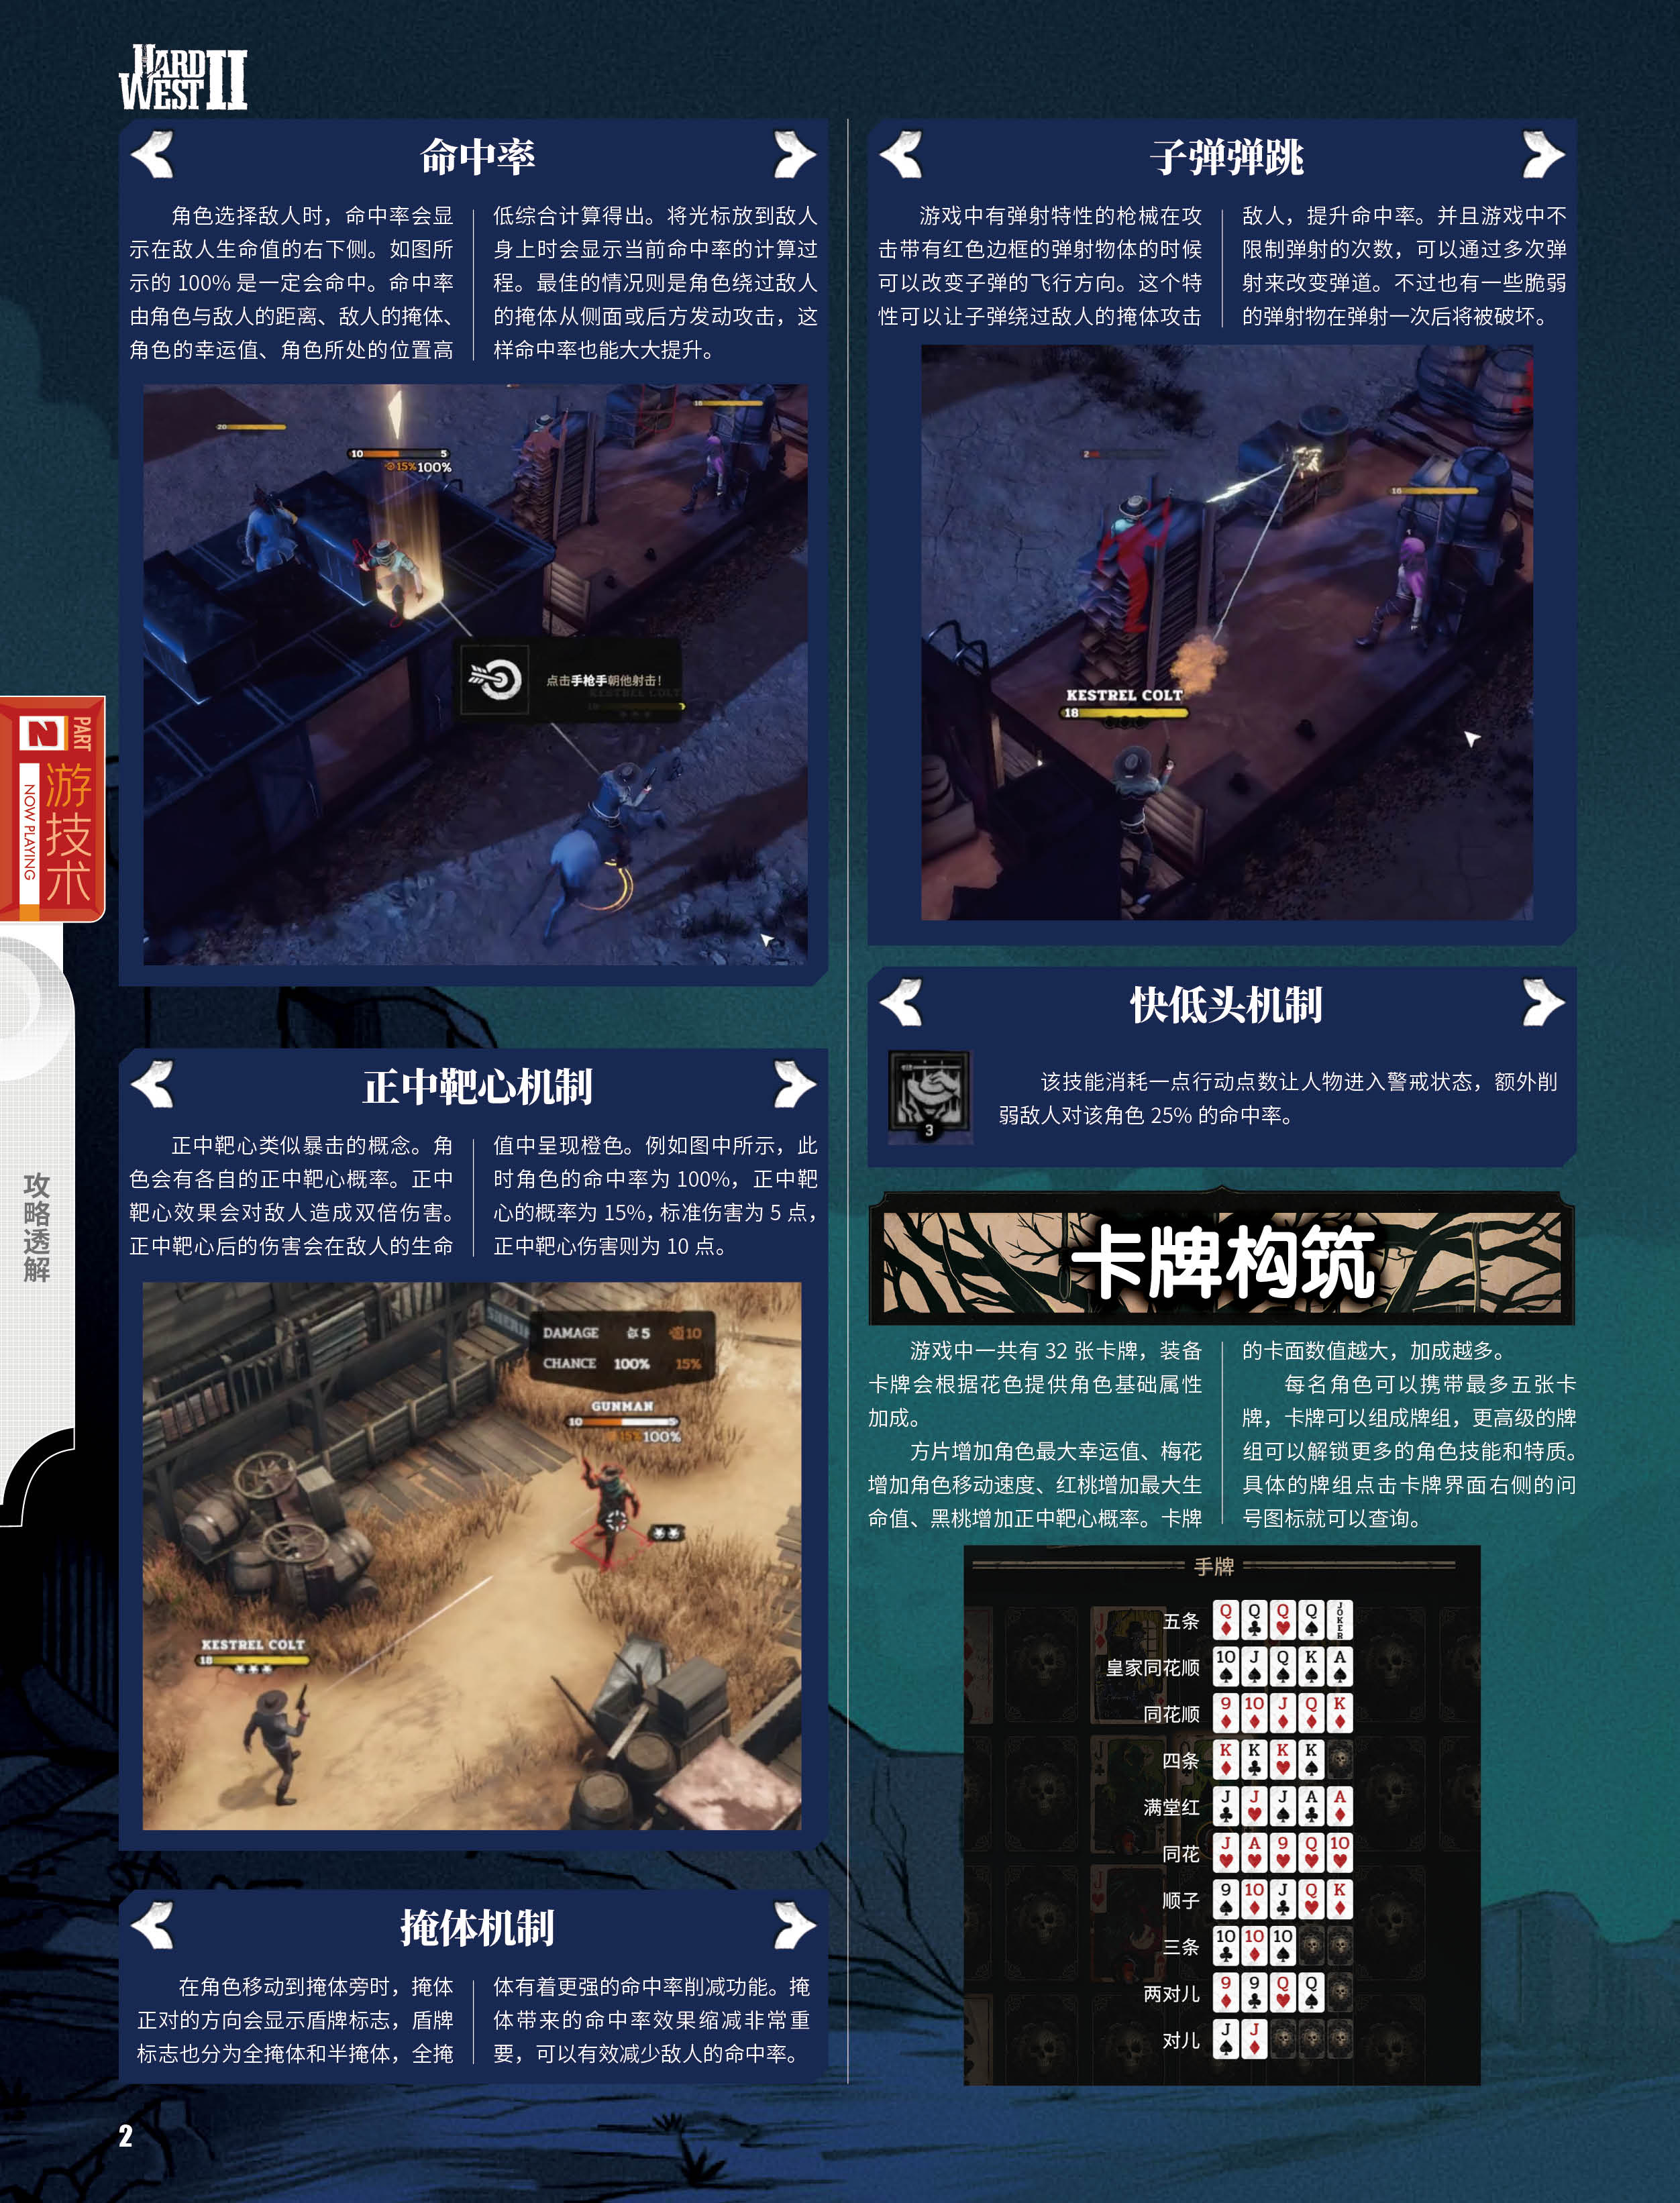 HARD
WEST II
命中率
角色选择敌人时，命中率会显
示在敌人生命值的右下侧。如图所
示的 100% 是一定会命中。命中率
由角色与敌人的距离、敌人的掩体、
角色的幸运值、角色所处的位置高
低综合计算得出。将光标放到敌人
身上时会显示当前命中率的计算过
程。最佳的情况则是角色绕过敌人
的掩体从侧面或后方发动攻击，这
样命中率也能大大提升。
20
18
10 5
15% 100%
点击手枪手朝他射击！
正中靶心机制
正中靶心类似暴击的概念。角
色会有各自的正中靶心概率。正中
靶心效果会对敌人造成双倍伤害。
正中靶心后的伤害会在敌人的生命
值中呈现橙色。例如图中所示，此
时角色的命中率为 100%，正中靶
心的概率为 15%，标准伤害为 5 点，
正中靶心伤害则为 10 点。
SHERIFF
DAMAGE 5 10
CHANCE 100% 15%
GUNMAN
10 5
15% 100%
KESTREL COLT
18
掩体机制
在角色移动到掩体旁时，掩体
正对的方向会显示盾牌标志，盾牌
标志也分为全掩体和半掩体，全掩
体有着更强的命中率削减功能。掩
体带来的命中率效果缩减非常重
要，可以有效减少敌人的命中率。
子弹弹跳
游戏中有弹射特性的枪械在攻
击带有红色边框的弹射物体的时候
可以改变子弹的飞行方向。这个特
性可以让子弹绕过敌人的掩体攻击
敌人，提升命中率。并且游戏中不
限制弹射的次数，可以通过多次弹
射来改变弹道。不过也有一些脆弱
的弹射物在弹射一次后将被破坏。
2
16
KESTREL COLT
18
快低头机制
3
该技能消耗一点行动点数让人物进入警戒状态，额外削
弱敌人对该角色 25% 的命中率。
卡牌构筑
游戏中一共有 32 张卡牌，装备
卡牌会根据花色提供角色基础属性
加成。
方片增加角色最大幸运值、梅花
增加角色移动速度、红桃增加最大生
命值、黑桃增加正中靶心概率。卡牌
的卡面数值越大，加成越多。
每名角色可以携带最多五张卡
牌，卡牌可以组成牌组，更高级的牌
组可以解锁更多的角色技能和特质。
具体的牌组点击卡牌界面右侧的问
号图标就可以查询。
手牌
五条 Q Q Q Q JOKER
皇家同花顺 10 J Q K A
同花顺 9 10 J Q K
四条 K K K K
满堂红 J J J A A
同花 J A 9 Q 10
顺子 9 10 J Q K
三条 10 10 10
两对儿 9 9 Q Q
对儿 J J
PART
游技术
NOW PLAYING
攻略透解
2